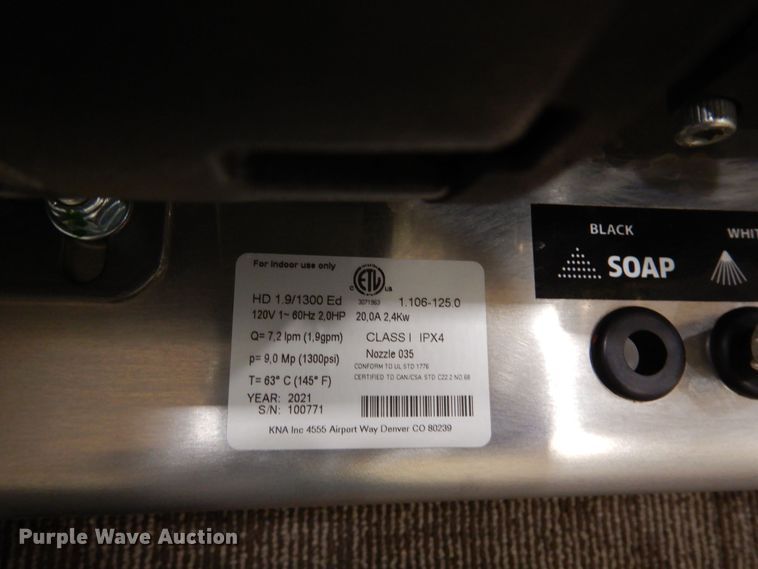 For indoor use only
C ETL US
3071863
HD 1.9/1300 Ed
1.106-125.0
120V 1~ 60Hz 2,0HP 20,0A 2,4Kw
Q= 7,2 lpm (1,9gpm)
CLASS I IPX4
p= 9,0 Mp (1300psi)
Nozzle 035
CONFORM TO UL STD 1776
T= 63° C (145° F)
CERTIFIED TO CAN/CSA STD C22.2 NO.68
YEAR: 2021
S/N: 100771
KNA Inc 4555 Airport Way Denver CO 80239
BLACK
SOAP
Purple Wave Auction